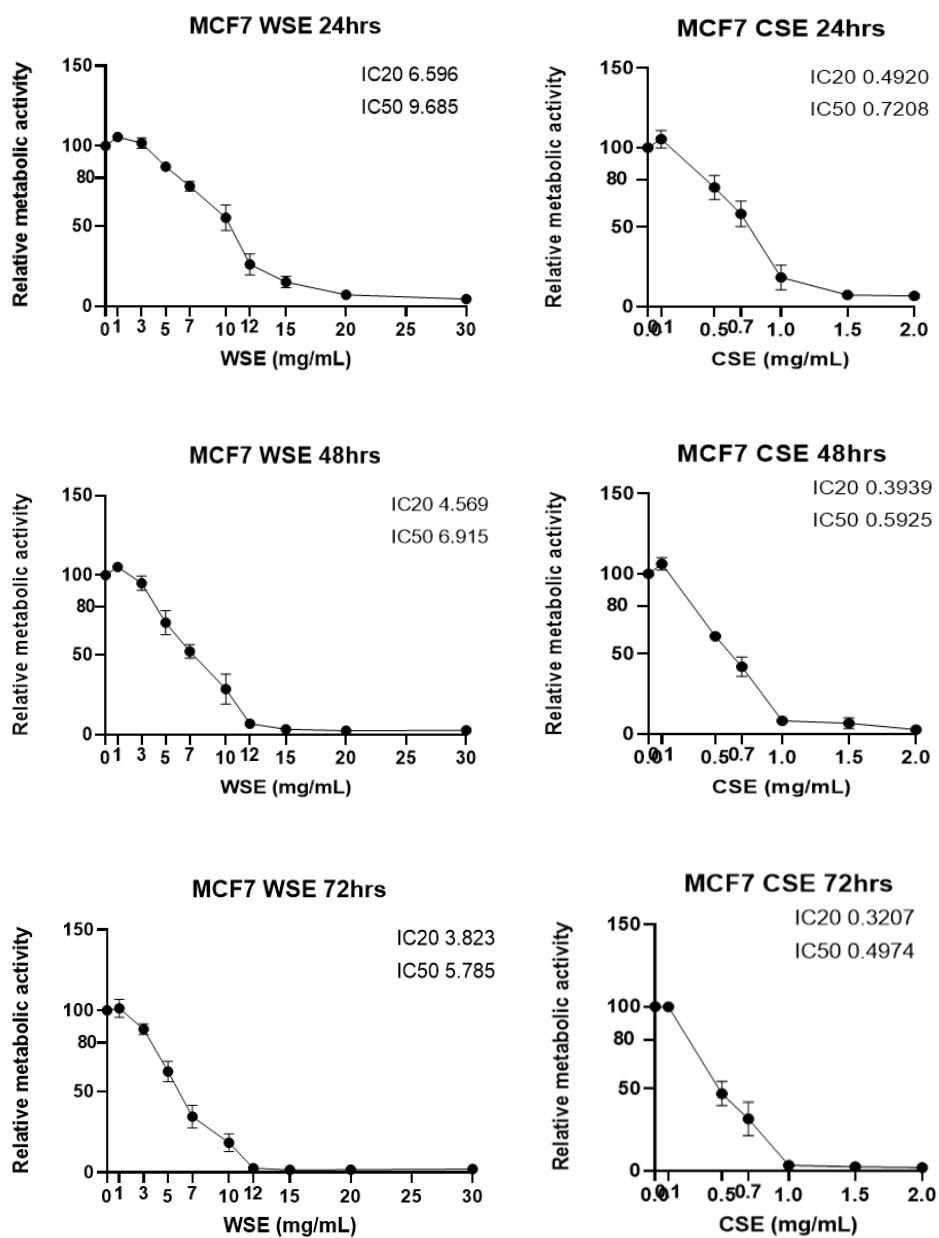 MCF7 WSE 24hrs
IC20 6.596
IC50 9.685
Relative metabolic activity
150
100
80
50
0
0 1 3 5 7 10 12 15 20 25 30
WSE (mg/mL)
MCF7 CSE 24hrs
IC20 0.4920
IC50 0.7208
Relative metabolic activity
150
100
80
50
0
0.0 0.1 0.5 0.7 1.0 1.5 2.0
CSE (mg/mL)
MCF7 WSE 48hrs
IC20 4.569
IC50 6.915
Relative metabolic activity
150
100
80
50
0
0 1 3 5 7 10 12 15 20 25 30
WSE (mg/mL)
MCF7 CSE 48hrs
IC20 0.3939
IC50 0.5925
Relative metabolic activity
150
100
80
50
0
0.0 0.1 0.5 0.7 1.0 1.5 2.0
CSE (mg/mL)
MCF7 WSE 72hrs
IC20 3.823
IC50 5.785
Relative metabolic activity
150
100
80
50
0
0 1 3 5 7 10 12 15 20 25 30
WSE (mg/mL)
MCF7 CSE 72hrs
IC20 0.3207
IC50 0.4974
Relative metabolic activity
150
100
80
50
0
0.0 0.1 0.5 0.7 1.0 1.5 2.0
CSE (mg/mL)